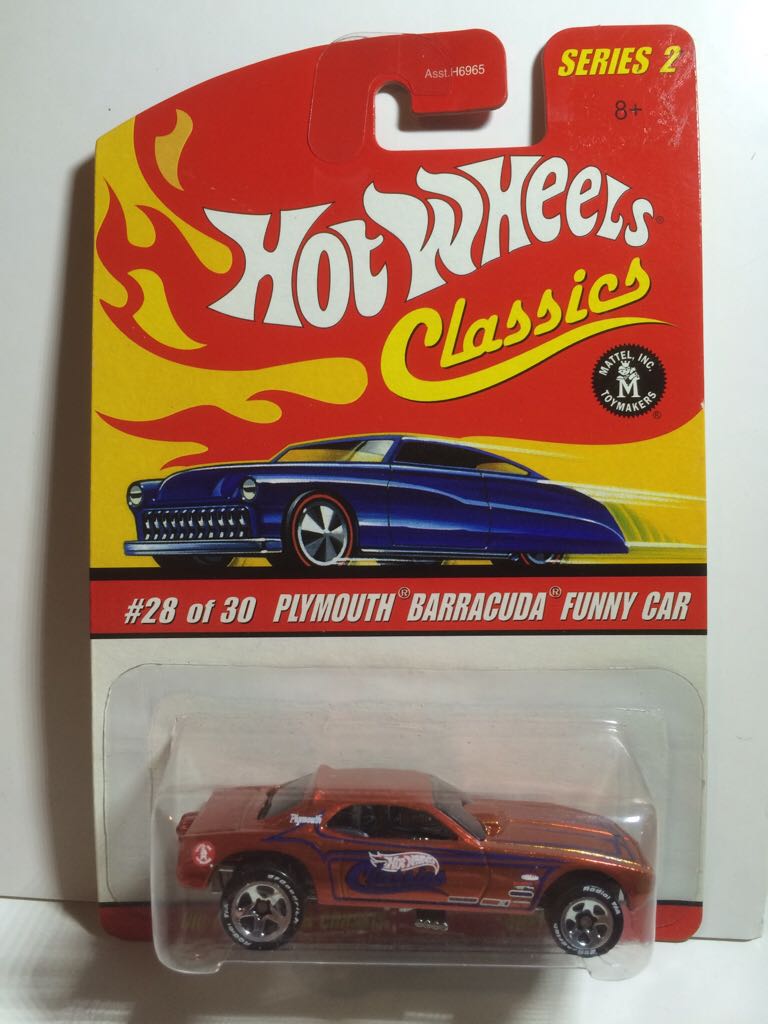 Asst.H6965
SERIES 2
8+
HOT WHEELS®
Classics
MATTEL, INC.
M
TOYMAKERS
®
#28 of 30 PLYMOUTH® BARRACUDA® FUNNY CAR
Plymouth
HOT WHEELS
Classics